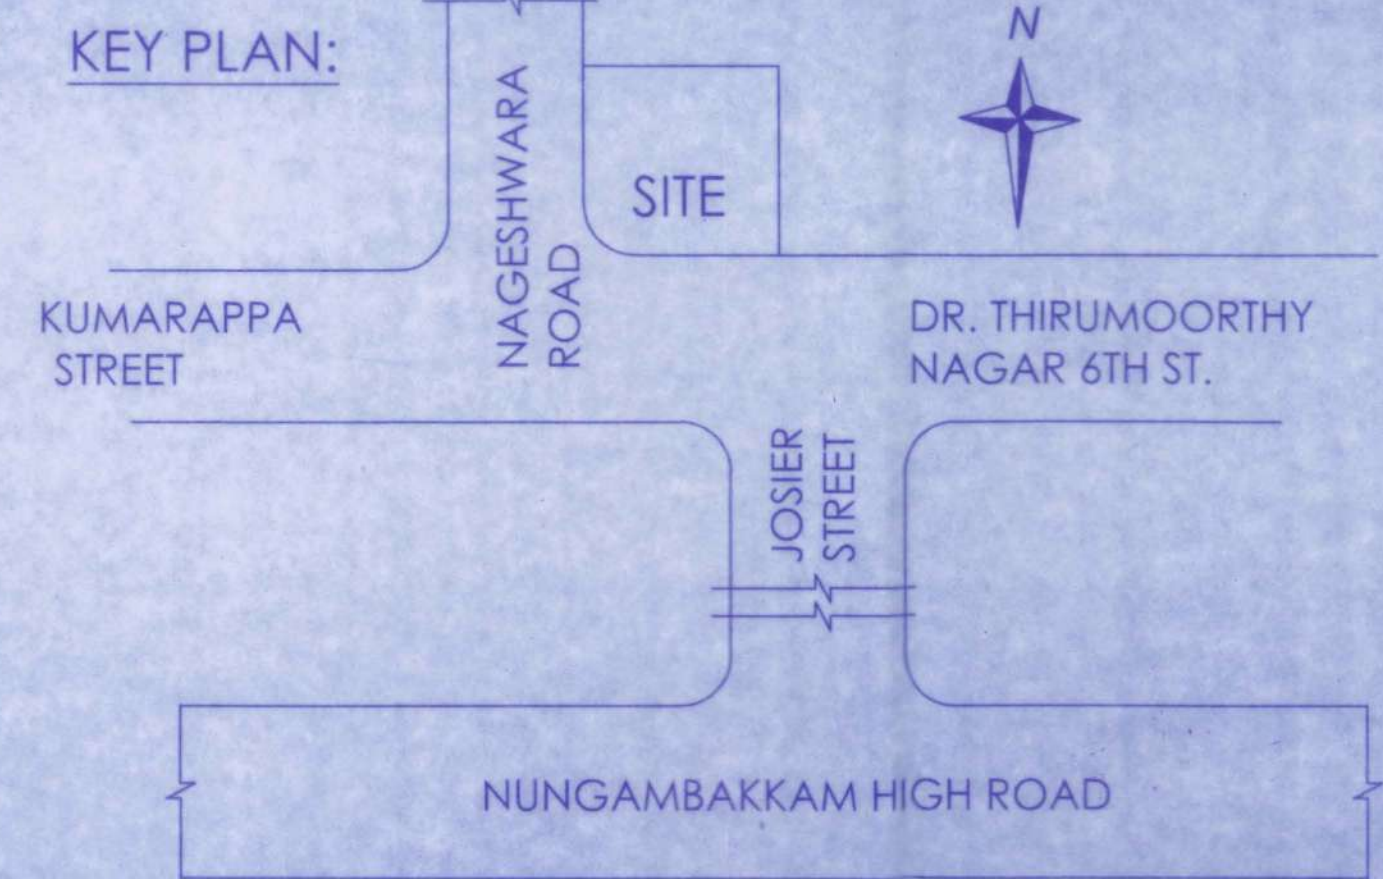 KEY PLAN:
N
NAGESHWARA
ROAD
SITE
KUMARAPPA
STREET
DR. THIRUMOORTHY
NAGAR 6TH ST.
JOSIER
STREET
NUNGAMBAKKAM HIGH ROAD